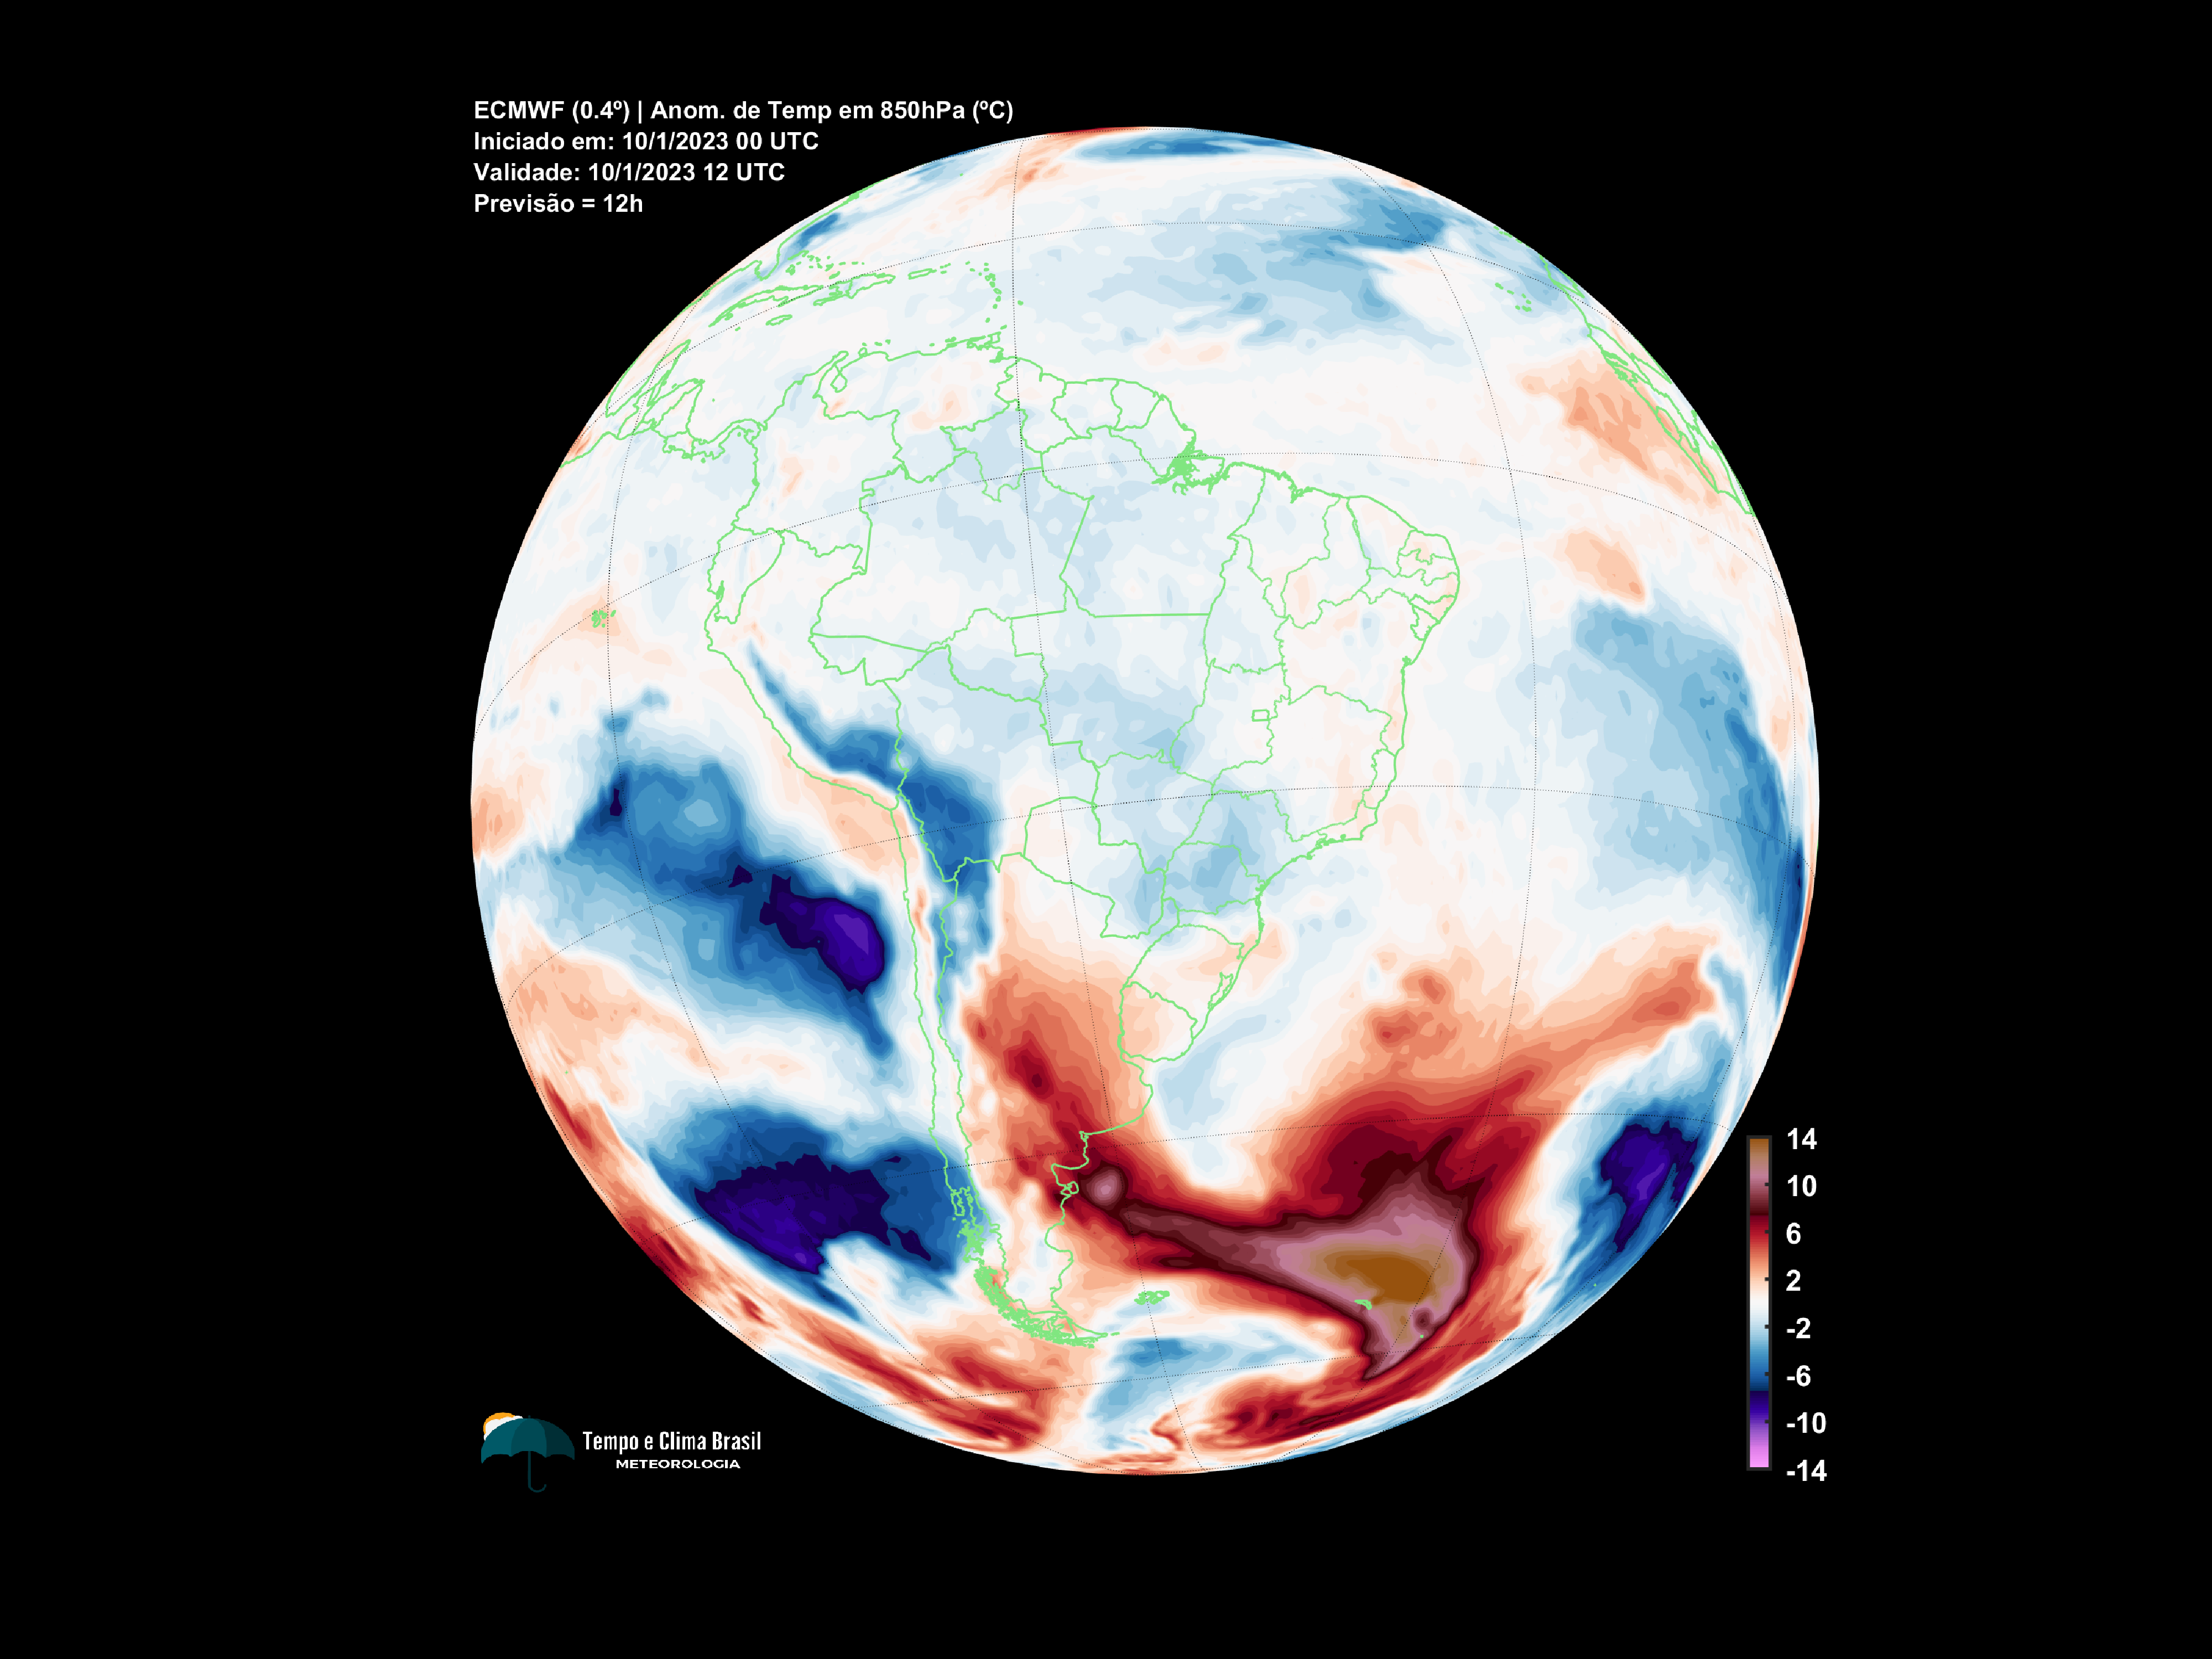 ECMWF (0.4º) | Anom. de Temp em 850hPa (ºC)
Iniciado em: 10/1/2023 00 UTC
Validade: 10/1/2023 12 UTC
Previsão = 12h
14
10
6
2
-2
-6
-10
-14
Tempo e Clima Brasil
METEOROLOGIA